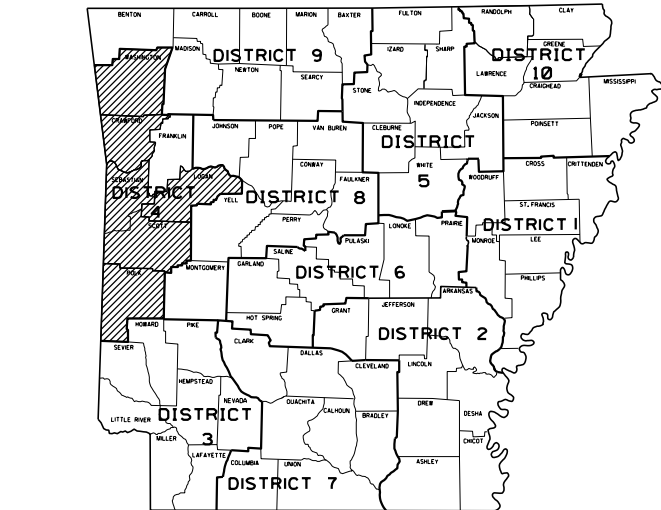 BENTON
CARROLL
BOONE
MARION
BAXTER
FULTON
RANDOLPH
CLAY
WASHINGTON
MADISON
DISTRICT 9
NEWTON
SEARCY
IZARD
SHARP
STONE
GREENE
DISTRICT
10
LAWRENCE
CRAIGHEAD
MISSISSIPPI
INDEPENDENCE
JACKSON
POINSETT
CRAWFORD
FRANKLIN
JOHNSON
POPE
VAN BUREN
CLEBURNE
DISTRICT
5
WHITE
CONWAY
FAULKNER
WOODRUFF
CROSS
CRITTENDEN
SEBASTIAN
LOGAN
DISTRICT
4
SCOTT
YELL
DISTRICT 8
PERRY
ST. FRANCIS
DISTRICT 1
LONOKE
PRAIRIE
MONROE
LEE
PULASKI
SALINE
GARLAND
MONTGOMERY
POLK
DISTRICT 6
PHILLIPS
ARKANSAS
HOT SPRING
GRANT
JEFFERSON
DISTRICT 2
HOWARD
PIKE
CLARK
DALLAS
CLEVELAND
LINCOLN
SEVIER
HEMPSTEAD
NEVADA
OUACHITA
CALHOUN
BRADLEY
DREW
DESHA
LITTLE RIVER
DISTRICT
3
MILLER
LAFAYETTE
COLUMBIA
UNION
DISTRICT 7
ASHLEY
CHICOT